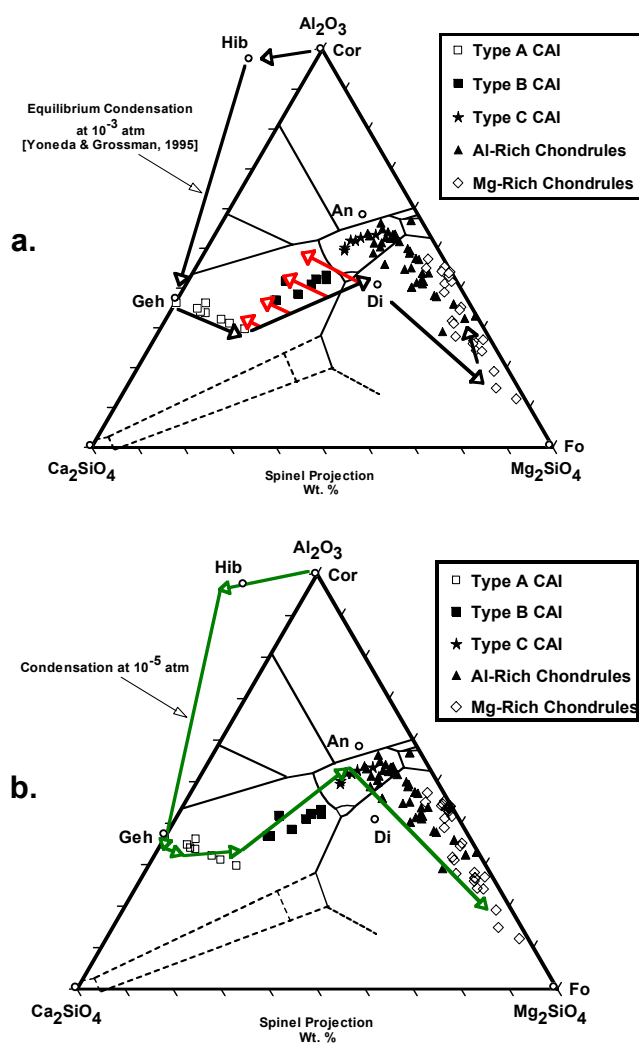 Al₂O₃
Hib
Cor
□ Type A CAI
■ Type B CAI
★ Type C CAI
▲ Al-Rich Chondrules
◇ Mg-Rich Chondrules
Equilibrium Condensation
at 10⁻³ atm
[Yoneda & Grossman, 1995]
An
a.
Geh
Di
Fo
Ca₂SiO₄
Mg₂SiO₄
Spinel Projection
Wt. %
Al₂O₃
Hib
Cor
□ Type A CAI
■ Type B CAI
★ Type C CAI
▲ Al-Rich Chondrules
◇ Mg-Rich Chondrules
Condensation at 10⁻⁵ atm
An
b.
Geh
Di
Fo
Ca₂SiO₄
Mg₂SiO₄
Spinel Projection
Wt. %